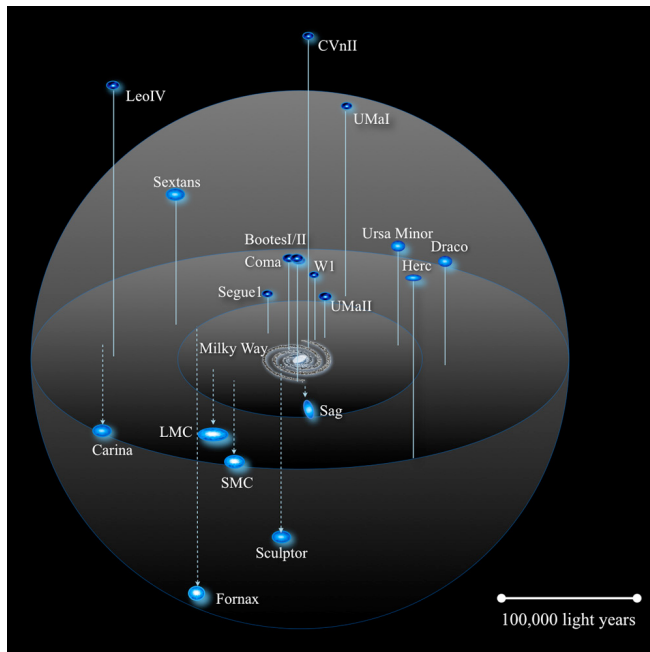 CVnII
LeoIV
UMaI
Sextans
Ursa Minor
BootesI/II
Draco
Coma
W1
Herc
Segue1
UMaII
Milky Way
Sag
LMC
Carina
SMC
Sculptor
Fornax
100,000 light years